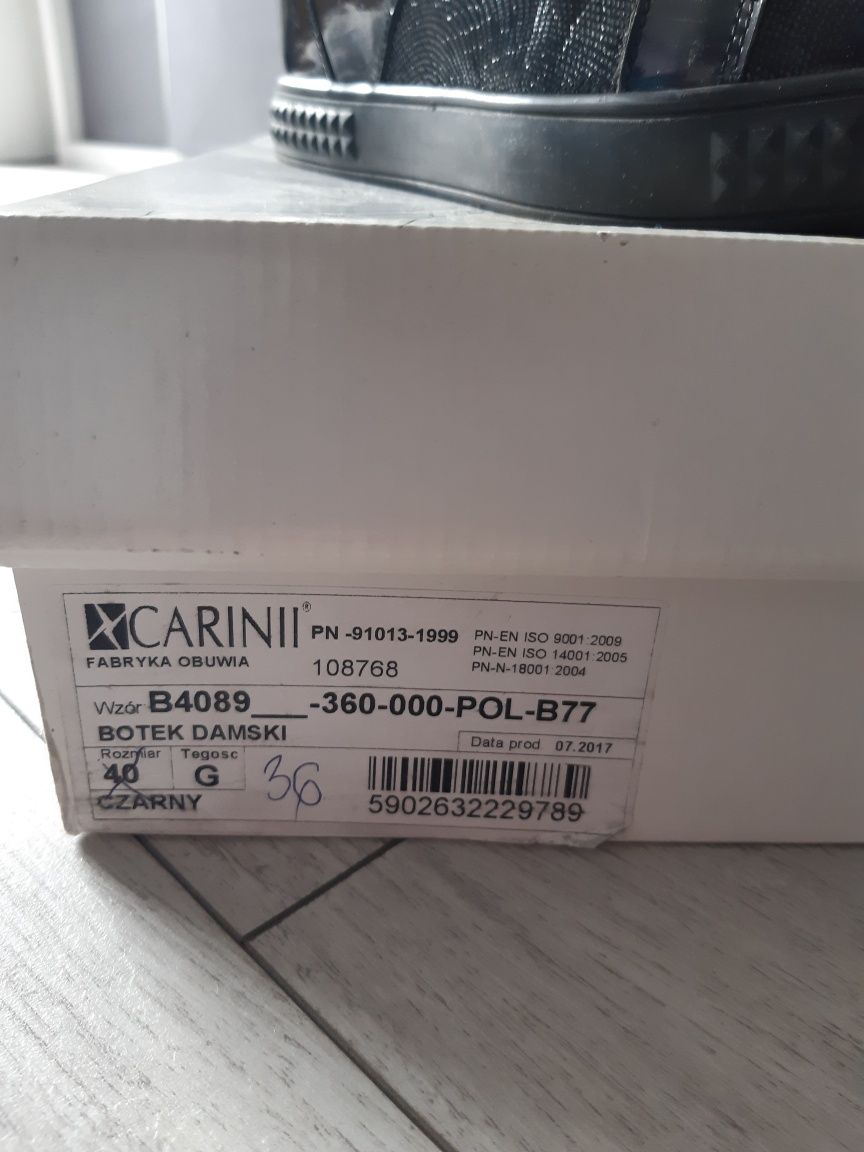 CARINII®
FABRYKA OBUWIA
PN -91013-1999
108768
PN-EN ISO 9001:2009
PN-EN ISO 14001:2005
PN-N-18001:2004
Wzór B4089___-360-000-POL-B77
BOTEK DAMSKI
Data prod 07.2017
Rozmiar Tegosc
40 G 36
CZARNY
5902632229789